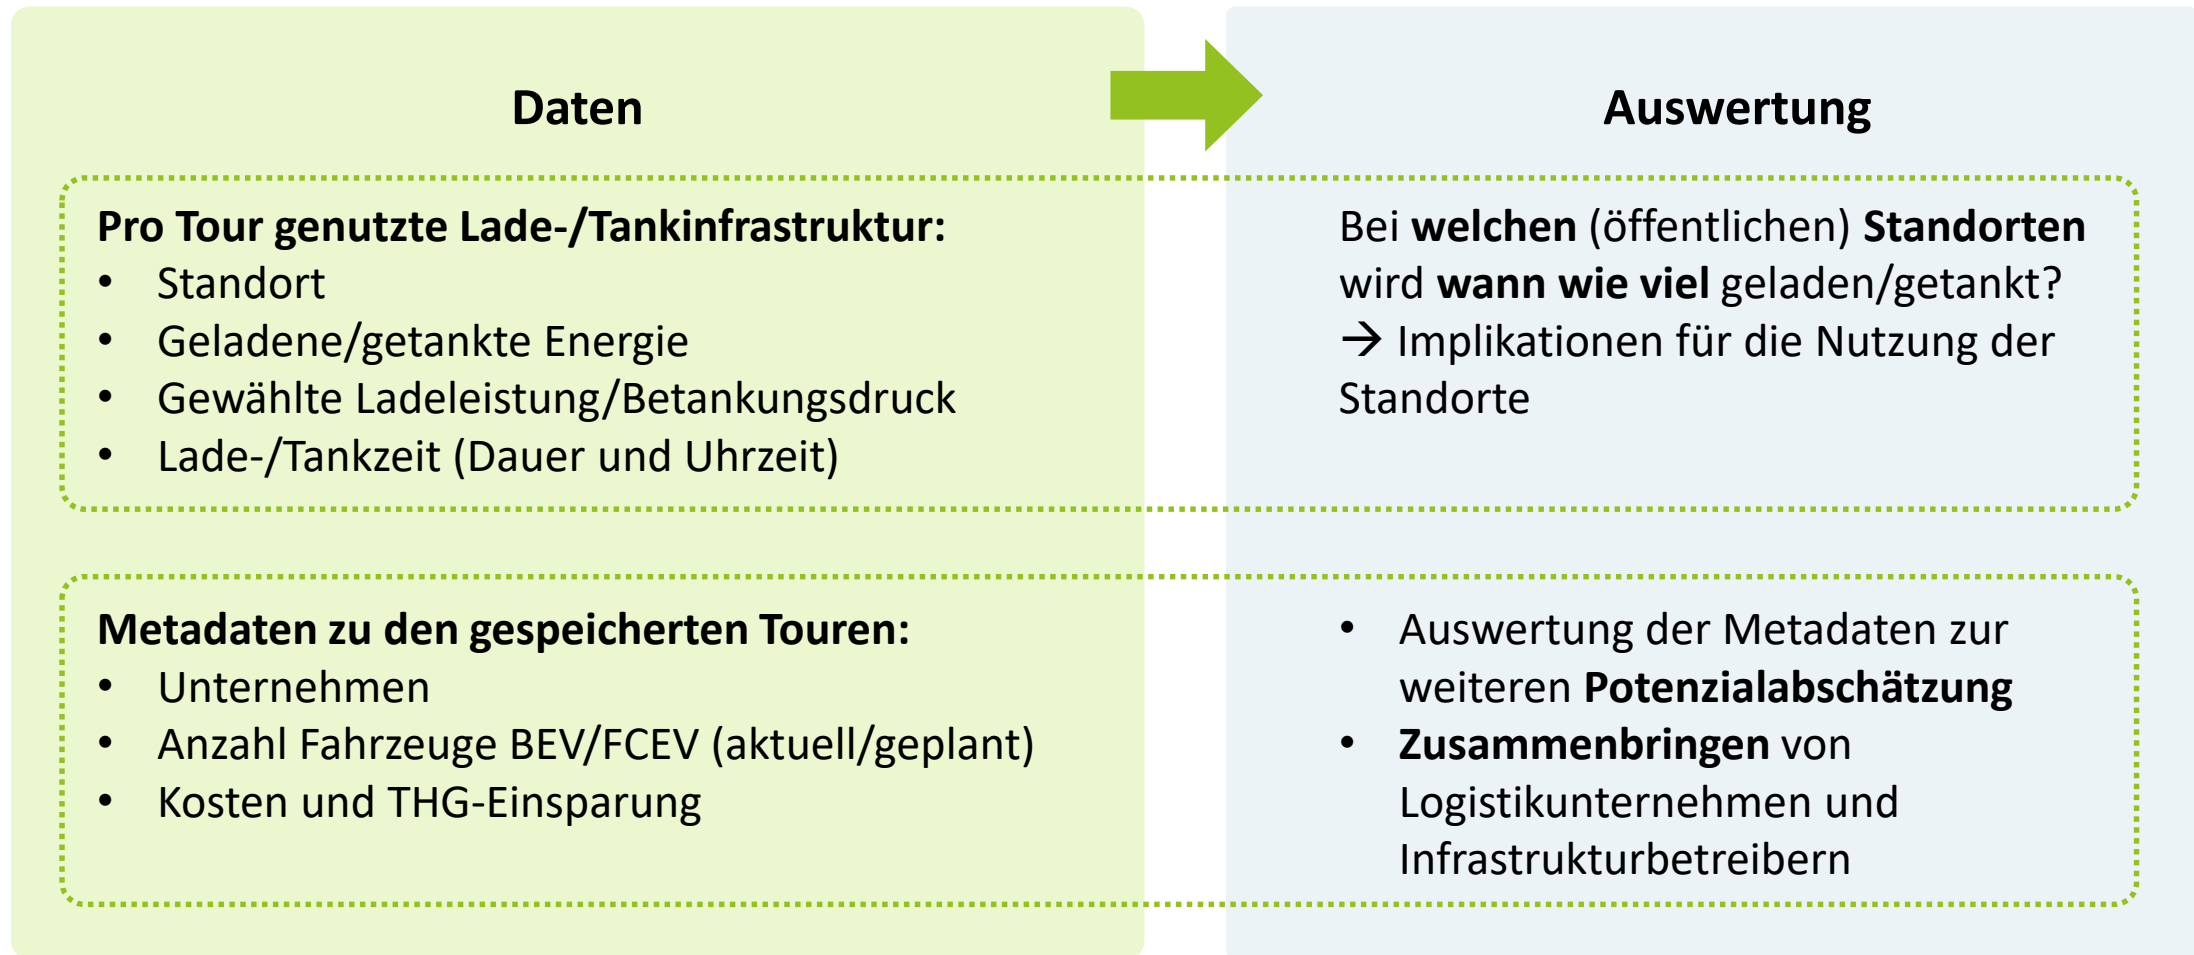 Daten
Auswertung
Pro Tour genutzte Lade-/Tankinfrastruktur:
• Standort
• Geladene/getankte Energie
• Gewählte Ladeleistung/Betankungsdruck
• Lade-/Tankzeit (Dauer und Uhrzeit)
Bei welchen (öffentlichen) Standorten
wird wann wie viel geladen/getankt?
→ Implikationen für die Nutzung der
Standorte
Metadaten zu den gespeicherten Touren:
• Unternehmen
• Anzahl Fahrzeuge BEV/FCEV (aktuell/geplant)
• Kosten und THG-Einsparung
• Auswertung der Metadaten zur
weiteren Potenzialabschätzung
• Zusammenbringen von
Logistikunternehmen und
Infrastrukturbetreibern